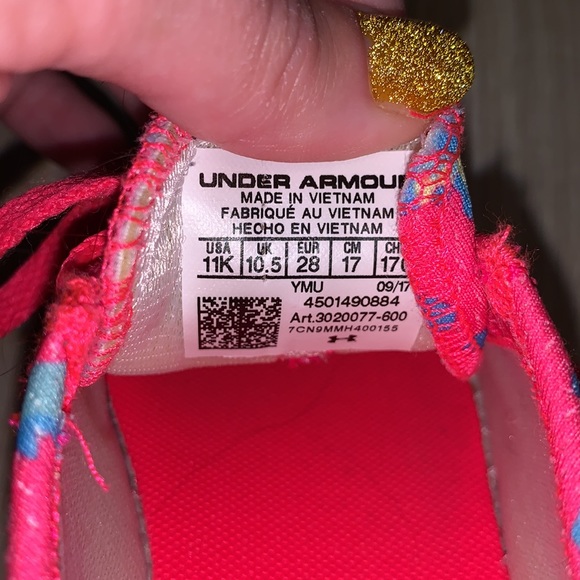 UNDER ARMOUR
MADE IN VIETNAM
FABRIQUÉ AU VIETNAM
HECHO EN VIETNAM
USA UK EUR CM
11K 10.5 28 17
YMU 09/17
4501490884
Art.3020077-600
7CN9MMH400155